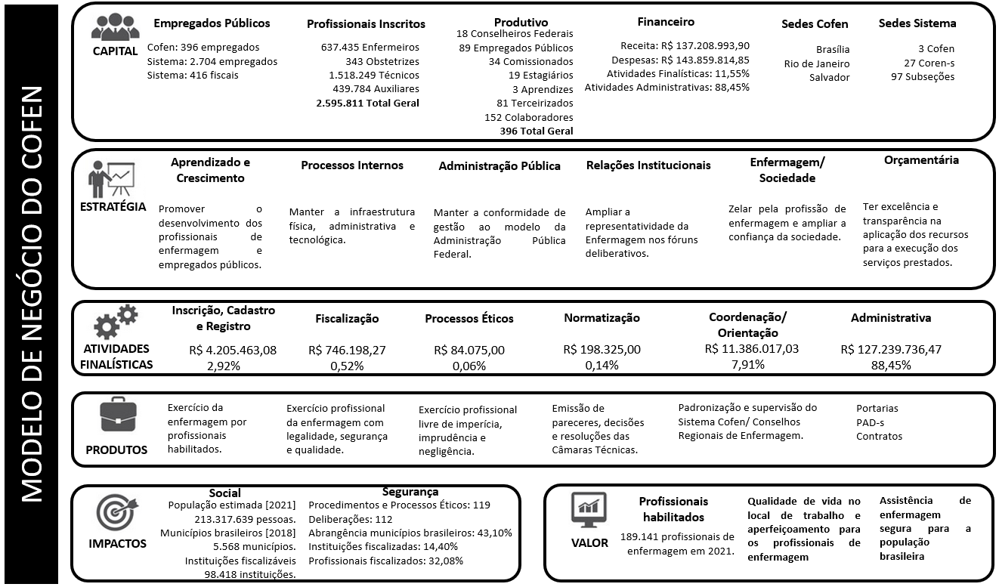 MODELO DE NEGÓCIO DO COFEN
CAPITAL
Empregados Públicos
Cofen: 396 empregados
Sistema: 2.704 empregados
Sistema: 416 fiscais
Profissionais Inscritos
637.435 Enfermeiros
343 Obstetrizes
1.518.249 Técnicos
439.784 Auxiliares
2.595.811 Total Geral
Produtivo
18 Conselheiros Federais
89 Empregados Públicos
34 Comissionados
19 Estagiários
3 Aprendizes
81 Terceirizados
152 Colaboradores
396 Total Geral
Financeiro
Receita: R$ 137.208.993,90
Despesas: R$ 143.859.814,85
Atividades Finalísticas: 11,55%
Atividades Administrativas: 88,45%
Sedes Cofen
Brasília
Rio de Janeiro
Salvador
Sedes Sistema
3 Cofen
27 Coren-s
97 Subseções
ESTRATÉGIA
Aprendizado e
Crescimento
Promover o
desenvolvimento dos
profissionais de
enfermagem e
empregados públicos.
Processos Internos
Manter a infraestrutura
física, administrativa e
tecnológica.
Administração Pública
Manter a conformidade de
gestão ao modelo da
Administração Pública
Federal.
Relações Institucionais
Ampliar a
representatividade da
Enfermagem nos fóruns
deliberativos.
Enfermagem/
Sociedade
Zelar pela profissão de
enfermagem e ampliar a
confiança da sociedade.
Orçamentária
Ter excelência e
transparência na
aplicação dos recursos
para a execução dos
serviços prestados.
ATIVIDADES
FINALÍSTICAS
Inscrição, Cadastro
e Registro
R$ 4.205.463,08
2,92%
Fiscalização
R$ 746.198,27
0,52%
Processos Éticos
R$ 84.075,00
0,06%
Normatização
R$ 198.325,00
0,14%
Coordenação/
Orientação
R$ 11.386.017,03
7,91%
Administrativa
R$ 127.239.736,47
88,45%
PRODUTOS
Exercício da
enfermagem por
profissionais
habilitados.
Exercício profissional
da enfermagem com
legalidade, segurança
e qualidade.
Exercício profissional
livre de imperícia,
imprudência e
negligência.
Emissão de
pareceres, decisões
e resoluções das
Câmaras Técnicas.
Padronização e supervisão do
Sistema Cofen/ Conselhos
Regionais de Enfermagem.
Portarias
PAD-s
Contratos
IMPACTOS
Social
População estimada [2021]
213.317.639 pessoas.
Municípios brasileiros [2018]
5.568 municípios.
Instituições fiscalizáveis
98.418 instituições.
Segurança
Procedimentos e Processos Éticos: 119
Deliberações: 112
Abrangência municípios brasileiros: 43,10%
Instituições fiscalizadas: 14,40%
Profissionais fiscalizados: 32,08%
VALOR
Profissionais
habilitados
189.141 profissionais de
enfermagem em 2021.
Qualidade de vida no
local de trabalho e
aperfeiçoamento para
os profissionais de
enfermagem
Assistência de
enfermagem
segura para a
população
brasileira